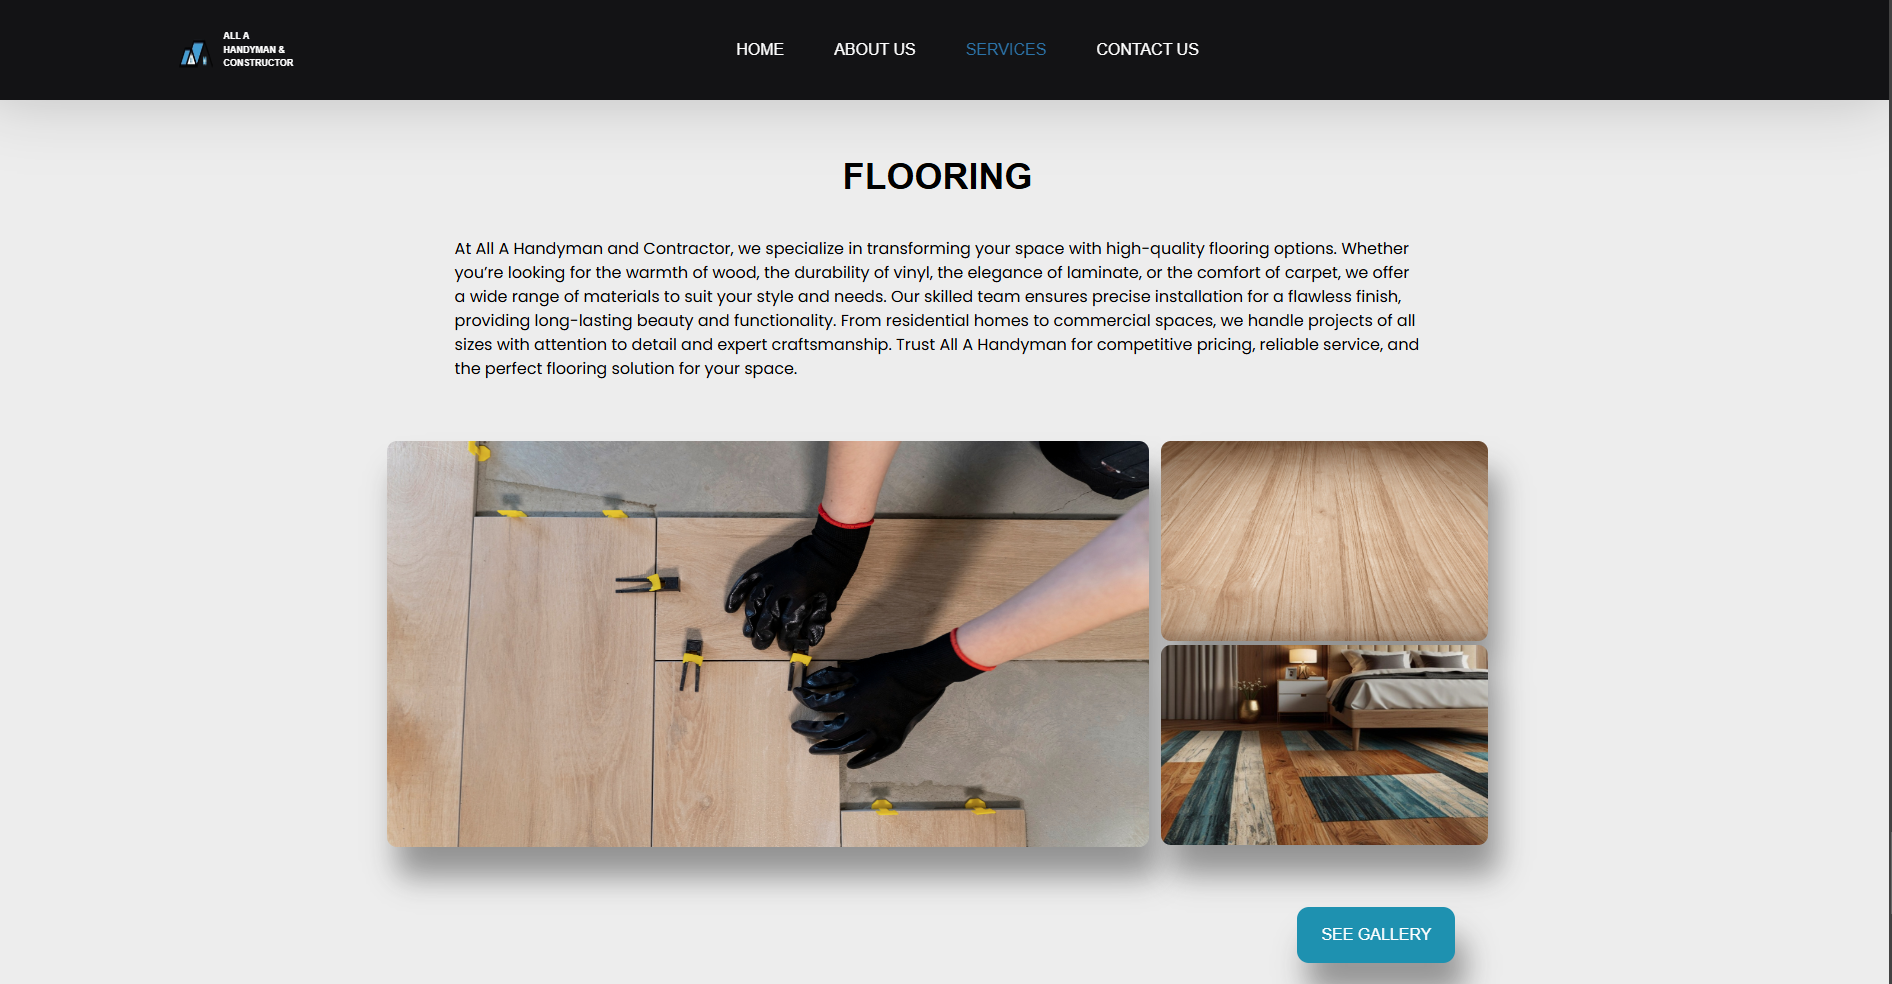 ALL A
HANDYMAN &
CONSTRUCTOR
HOME
ABOUT US
SERVICES
CONTACT US
FLOORING
At All A Handyman and Contractor, we specialize in transforming your space with high-quality flooring options. Whether
you’re looking for the warmth of wood, the durability of vinyl, the elegance of laminate, or the comfort of carpet, we offer
a wide range of materials to suit your style and needs. Our skilled team ensures precise installation for a flawless finish,
providing long-lasting beauty and functionality. From residential homes to commercial spaces, we handle projects of all
sizes with attention to detail and expert craftsmanship. Trust All A Handyman for competitive pricing, reliable service, and
the perfect flooring solution for your space.
SEE GALLERY